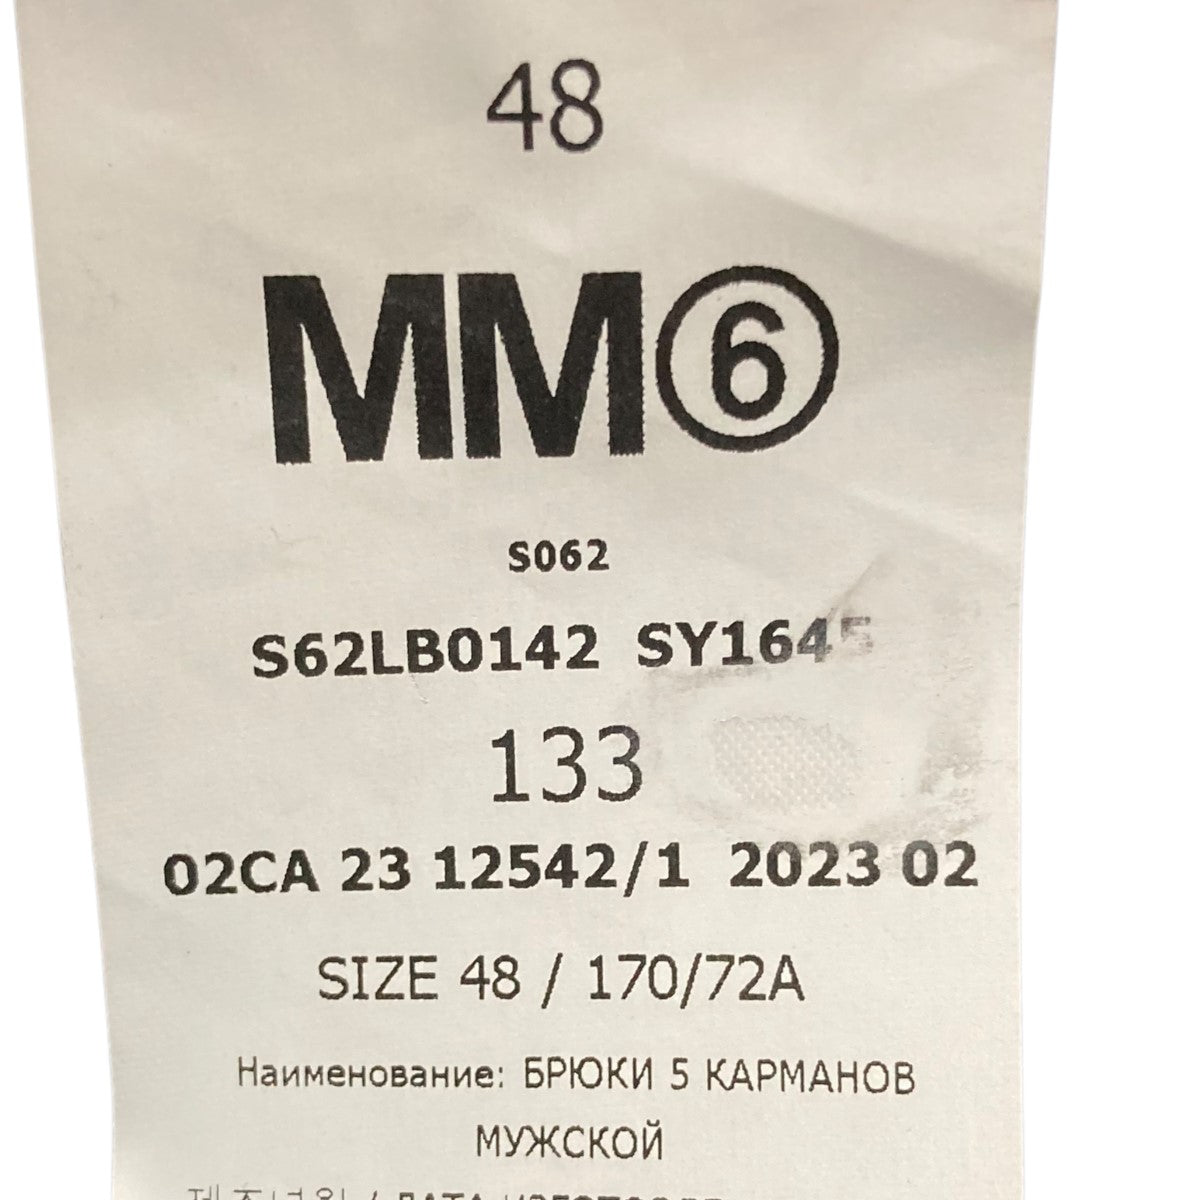 48
MM⑥
S062
S62LB0142 SY1645
133
02CA 23 12542/1 2023 02
SIZE 48 / 170/72A
Наименование: БРЮКИ 5 КАРМАНОВ
МУЖСКОЙ